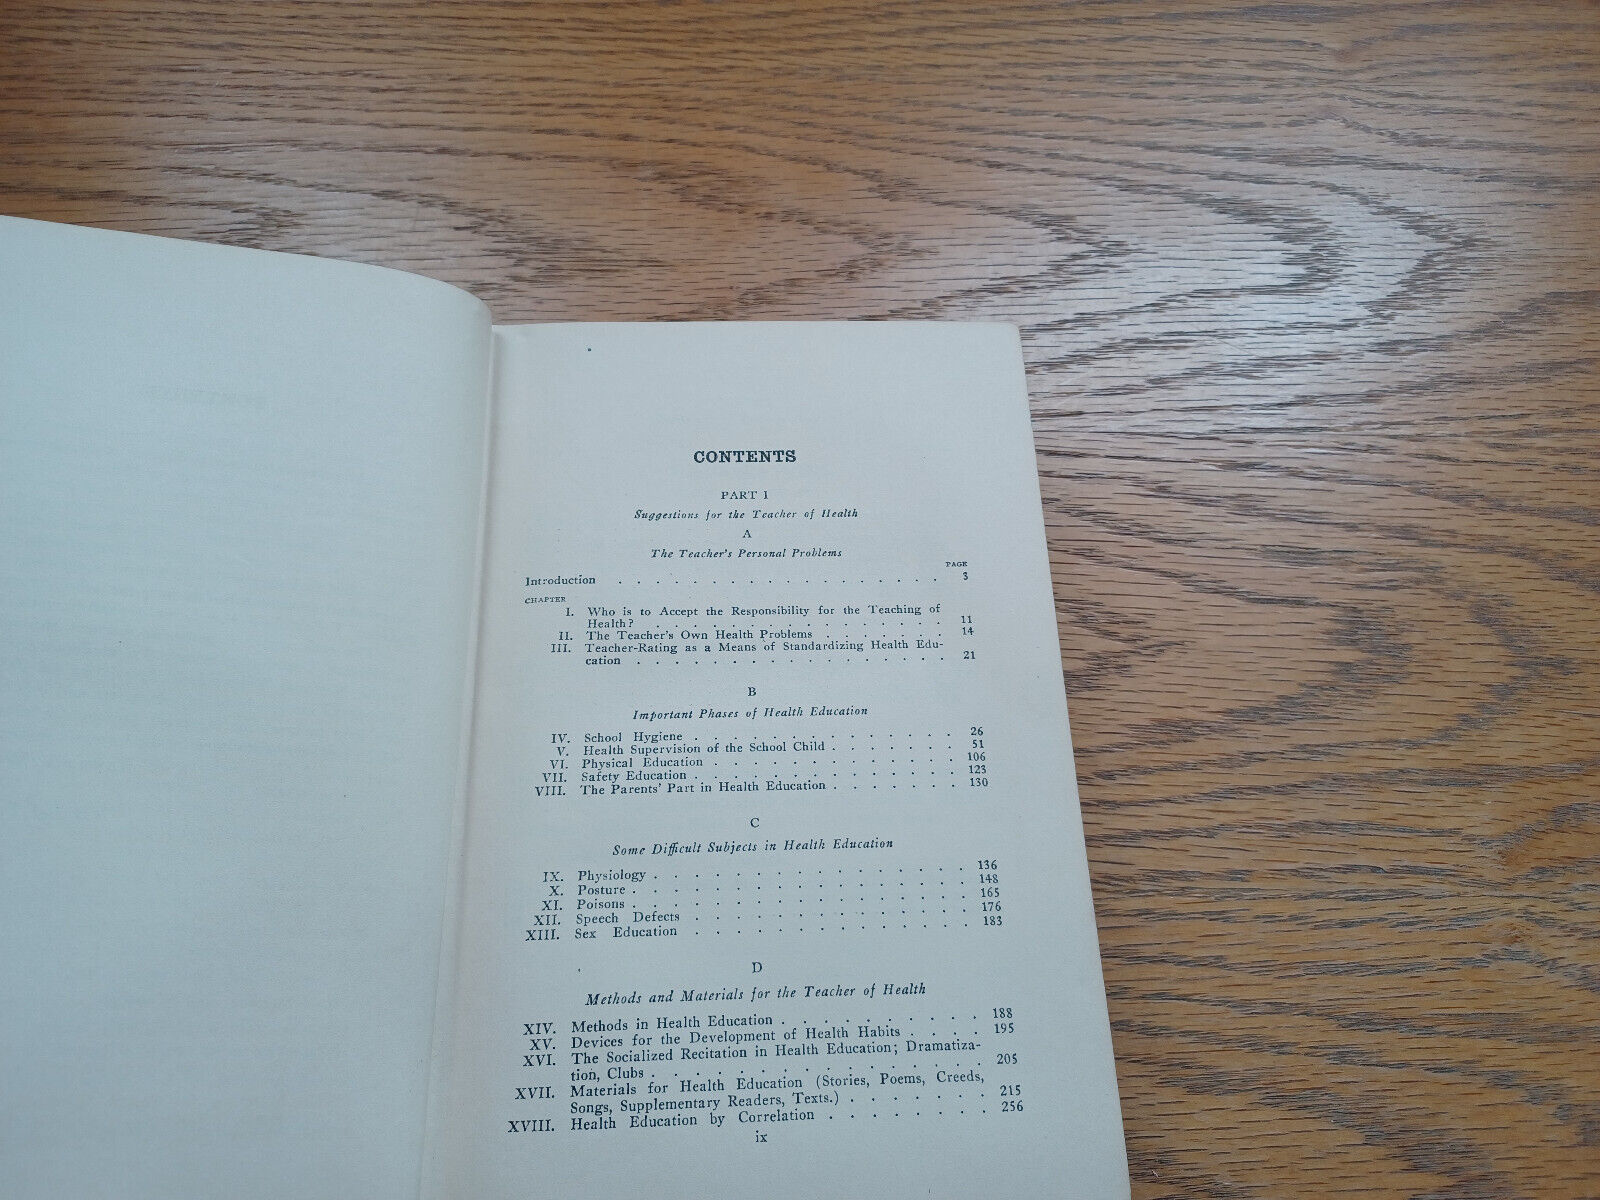 CONTENTS
PART I
Suggestions for the Teacher of Health
A
The Teacher's Personal Problems
PAGE
Introduction . . . . . . . . . . . . . . . . . . 3
CHAPTER
I. Who is to Accept the Responsibility for the Teaching of
Health? . . . . . . . . . . . . . . . . 11
II. The Teacher's Own Health Problems . . . . . . . 14
III. Teacher-Rating as a Means of Standardizing Health Edu-
cation . . . . . . . . . . . . . . . . . 21
B
Important Phases of Health Education
IV. School Hygiene . . . . . . . . . . . . . . 26
V. Health Supervision of the School Child . . . . . . . 51
VI. Physical Education . . . . . . . . . . . . . 106
VII. Safety Education . . . . . . . . . . . . . . 123
VIII. The Parents' Part in Health Education . . . . . . . 130
C
Some Difficult Subjects in Health Education
IX. Physiology . . . . . . . . . . . . . . . . 136
X. Posture . . . . . . . . . . . . . . . . . 148
XI. Poisons . . . . . . . . . . . . . . . . . 165
XII. Speech Defects . . . . . . . . . . . . . . 176
XIII. Sex Education . . . . . . . . . . . . . . 183
D
Methods and Materials for the Teacher of Health
XIV. Methods in Health Education . . . . . . . . . 188
XV. Devices for the Development of Health Habits . . . . 195
XVI. The Socialized Recitation in Health Education; Dramatiza-
tion, Clubs . . . . . . . . . . . . . . . 205
XVII. Materials for Health Education (Stories, Poems, Creeds,
Songs, Supplementary Readers, Texts.) . . . . . . . 215
XVIII. Health Education by Correlation . . . . . . . . 256
ix